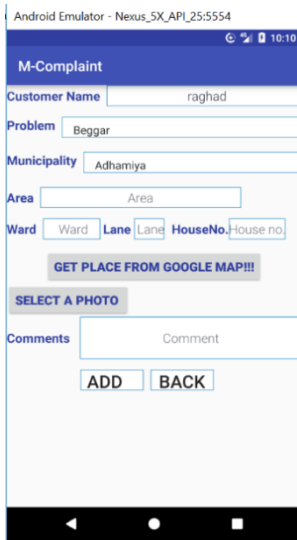 Android Emulator - Nexus_5X_API_25:5554
10:10
M-Complaint
Customer Name raghad
Problem Beggar
Municipality Adhamiya
Area Area
Ward Ward Lane Lane HouseNo. House no.
GET PLACE FROM GOOGLE MAP!!!
SELECT A PHOTO
Comments Comment
ADD BACK